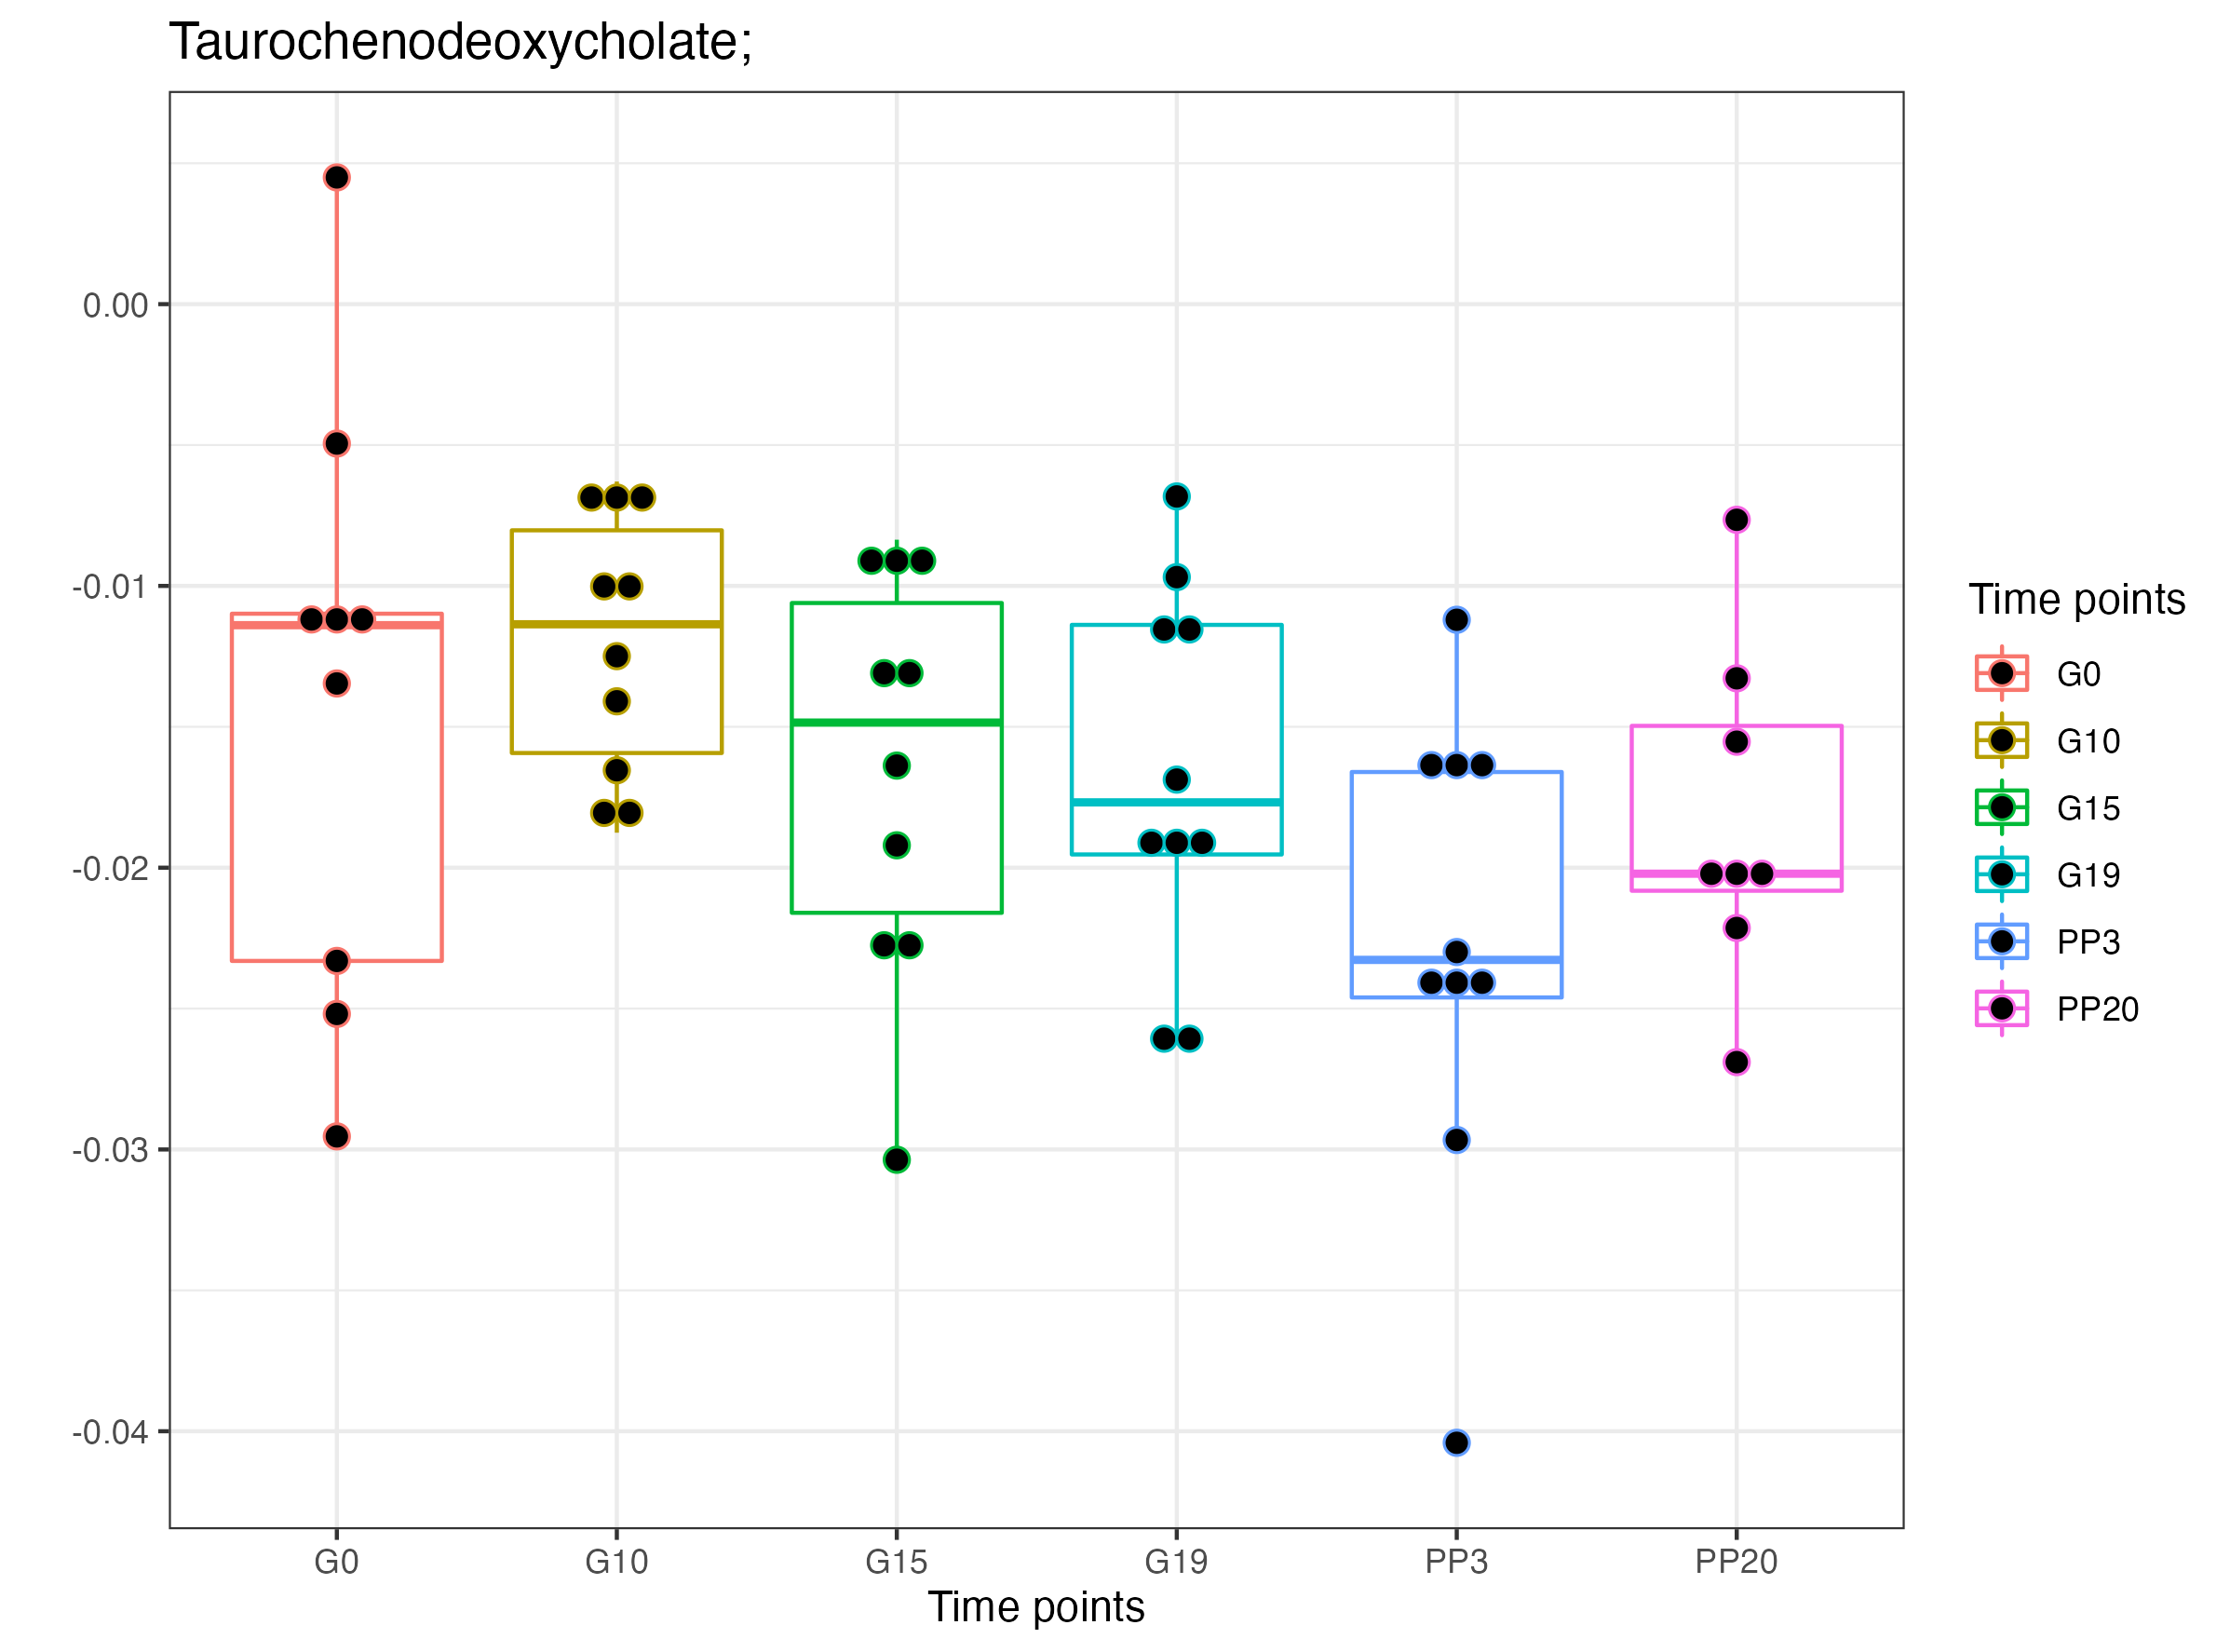 Taurochenodeoxycholate;
0.00
-0.01
-0.02
-0.03
-0.04
G0 G10 G15 G19 PP3 PP20
Time points
Time points
G0
G10
G15
G19
PP3
PP20